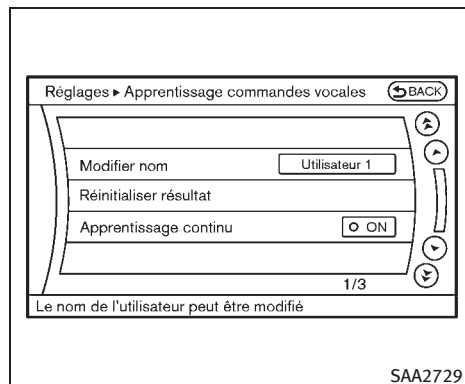 Réglages ▸ Apprentissage commandes vocales BACK
Modifier nom Utilisateur 1
Réinitialiser résultat
Apprentissage continu ON
1/3
Le nom de l'utilisateur peut être modifié
SAA2729